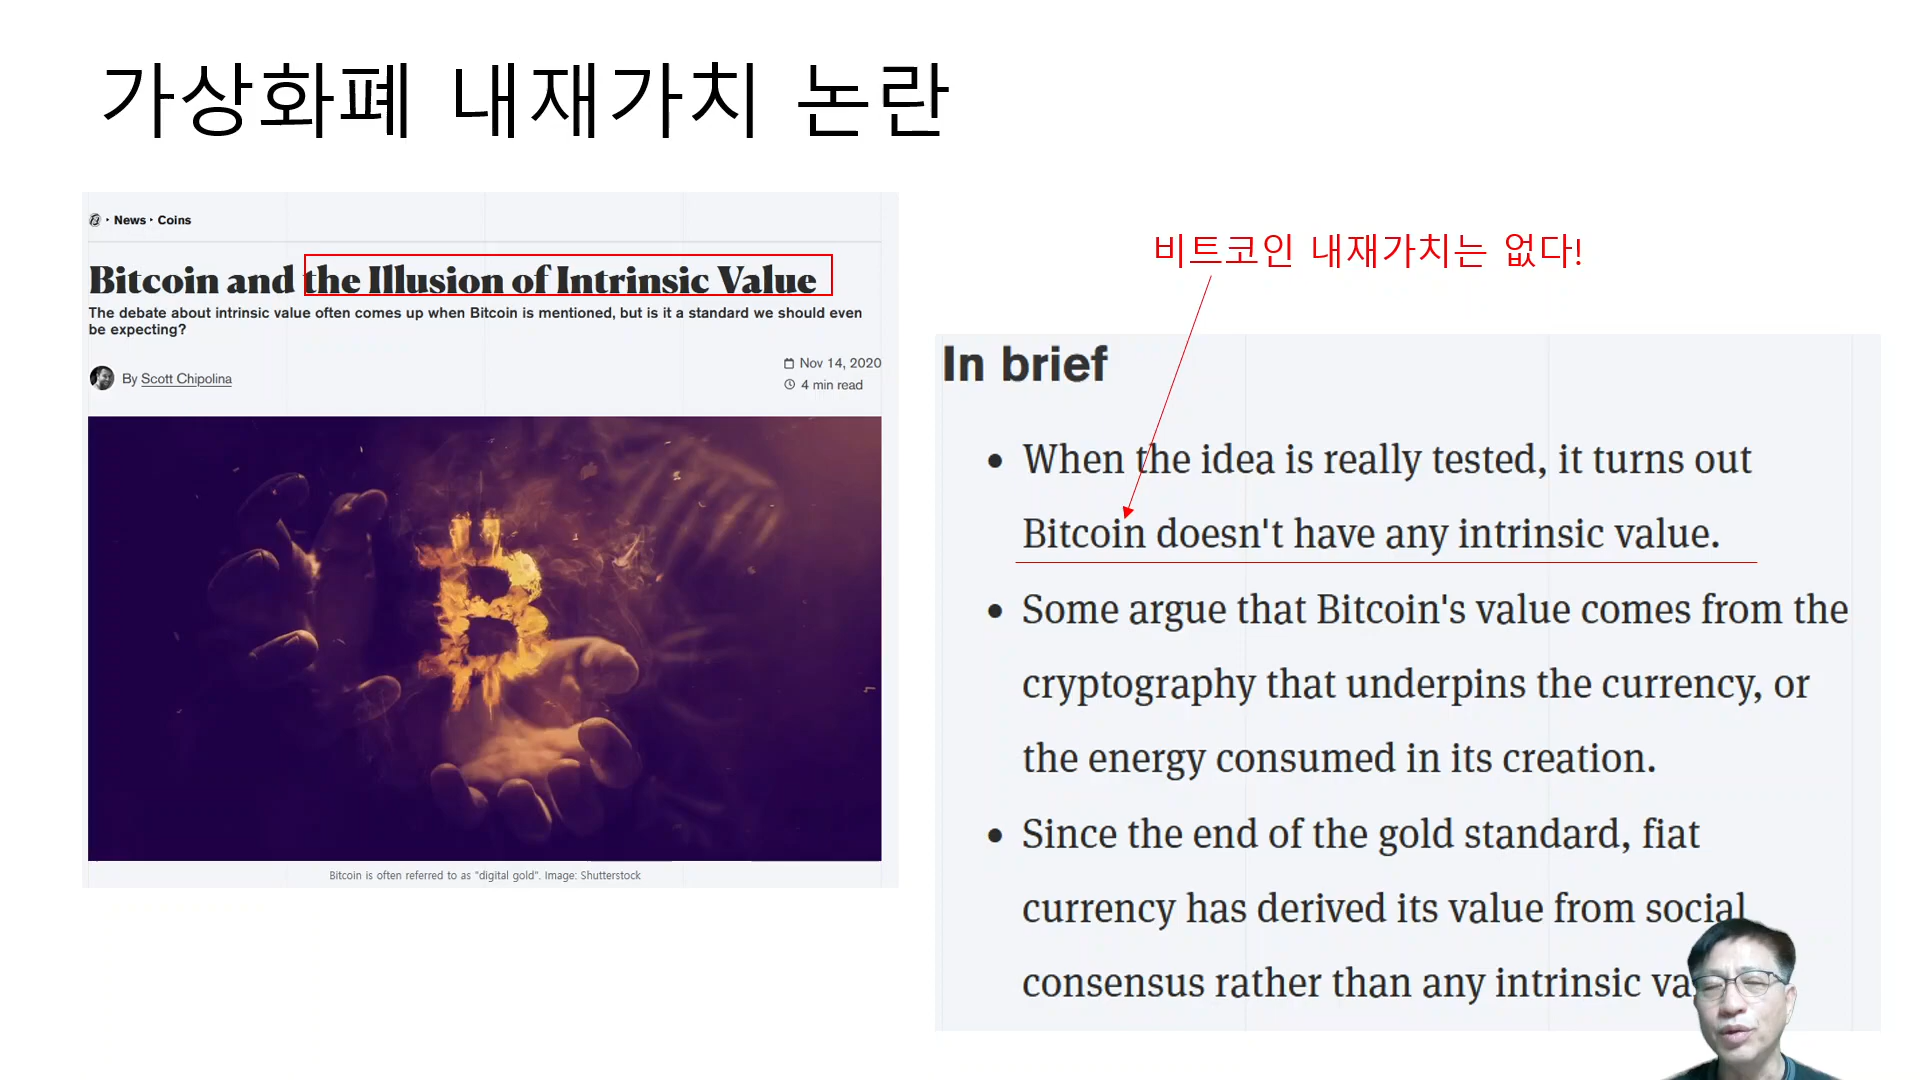 가상화폐 내재가치 논란
News ‣ Coins
Bitcoin and the Illusion of Intrinsic Value
The debate about intrinsic value often comes up when Bitcoin is mentioned, but is it a standard we should even
be expecting?
By Scott Chipolina
Nov 14, 2020
4 min read
Bitcoin is often referred to as "digital gold". Image: Shutterstock
비트코인 내재가치는 없다!
In brief
• When the idea is really tested, it turns out
Bitcoin doesn't have any intrinsic value.
• Some argue that Bitcoin's value comes from the
cryptography that underpins the currency, or
the energy consumed in its creation.
• Since the end of the gold standard, fiat
currency has derived its value from social
consensus rather than any intrinsic